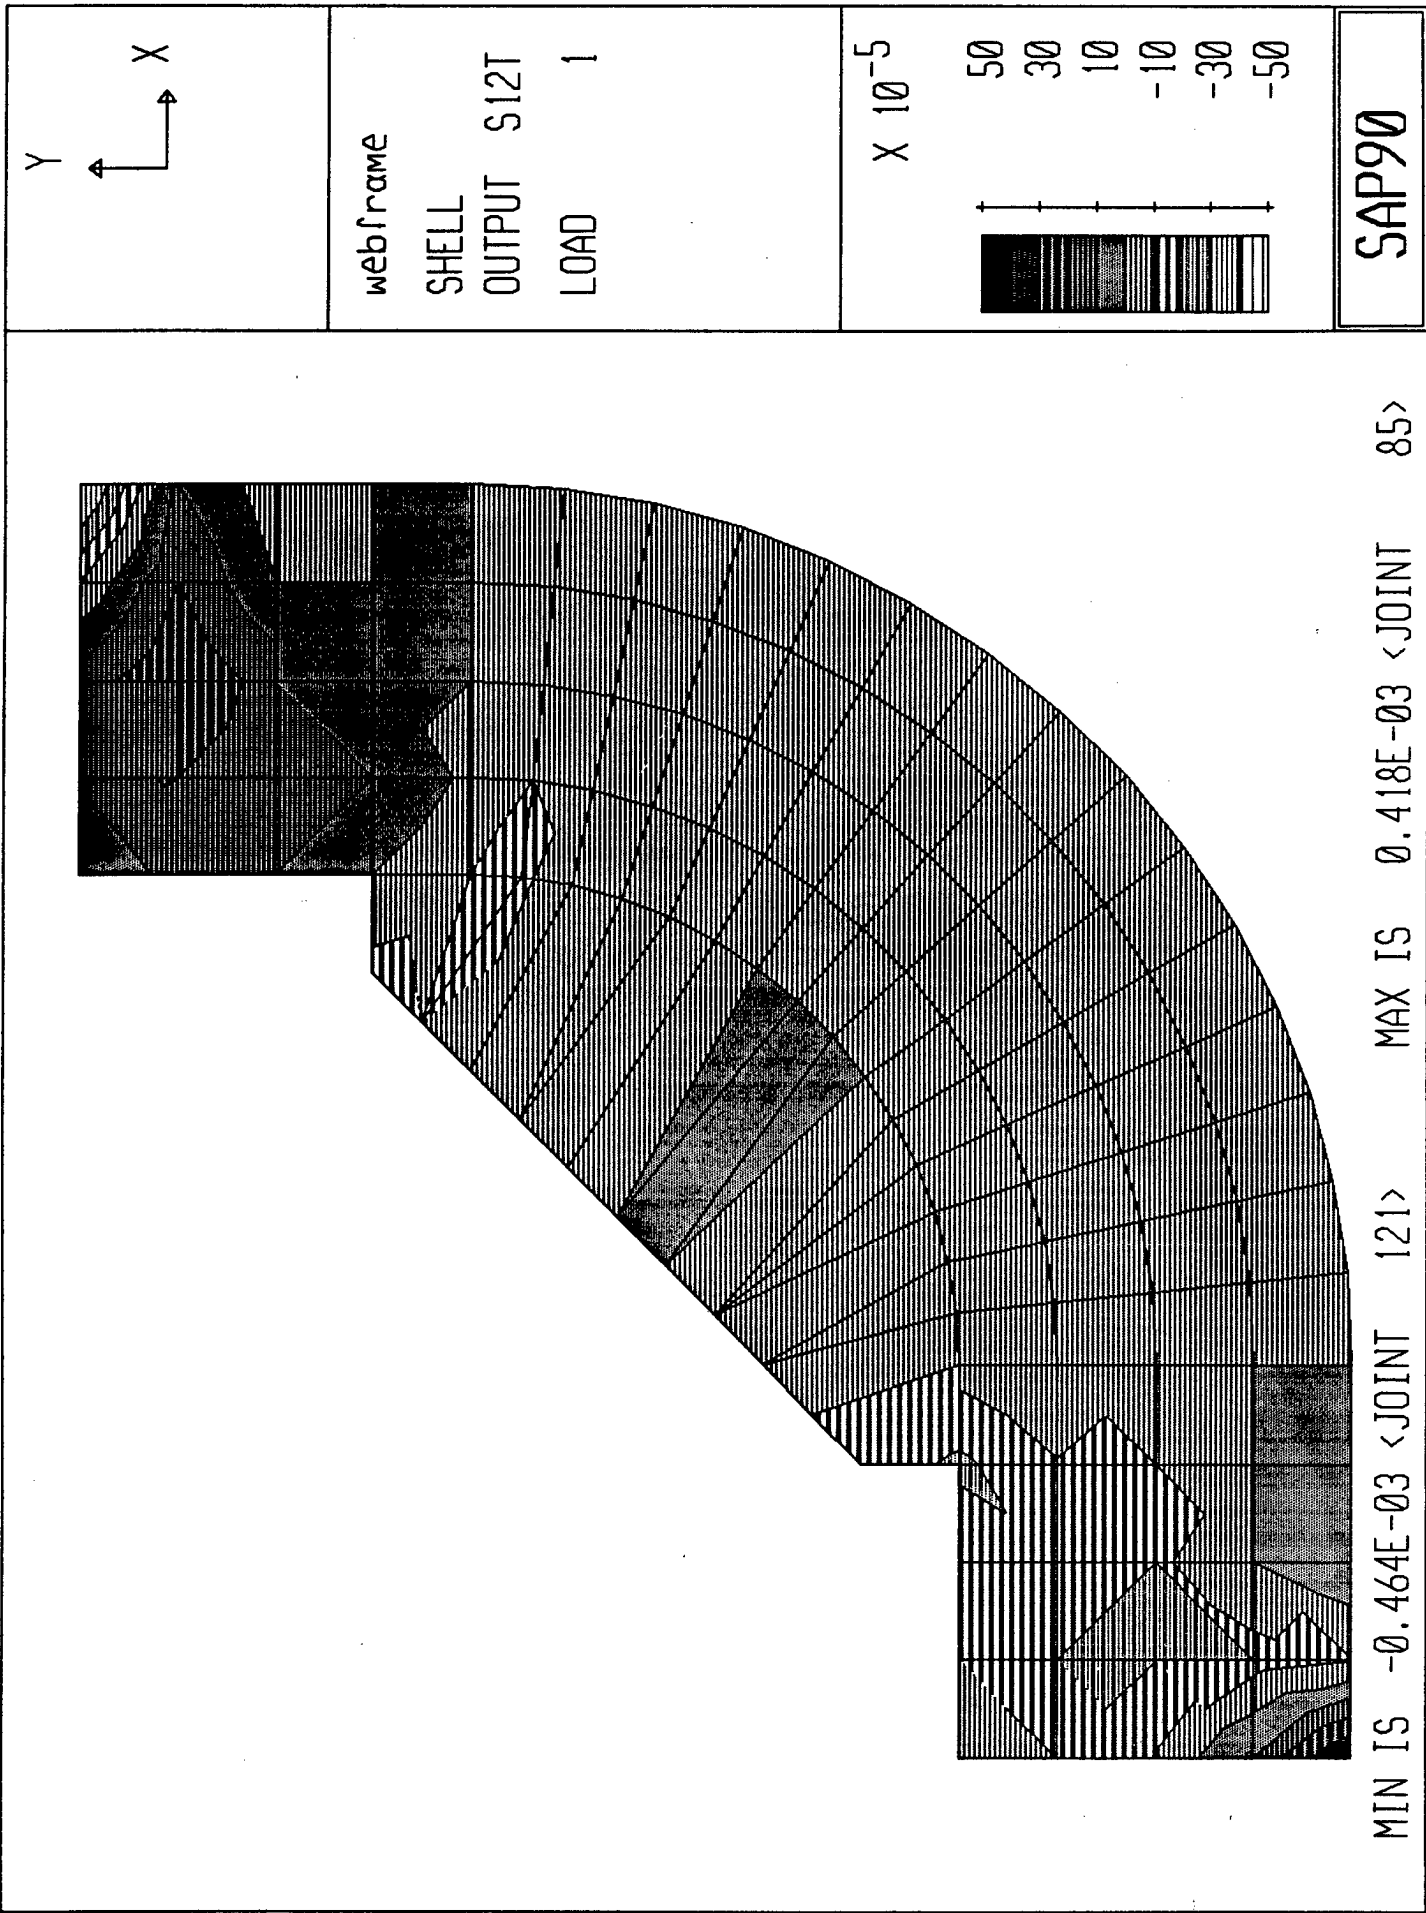 Y
X
webframe
SHELL
OUTPUT S12T
LOAD 1
X 10-5
50
30
10
-10
-30
-50
SAP90
MIN IS -0.464E-03 <JOINT 121> MAX IS 0.418E-03 <JOINT 85>